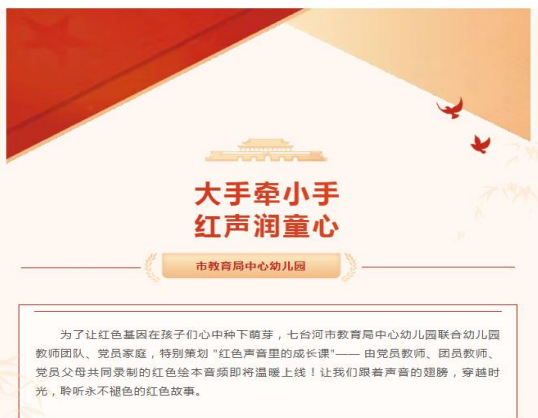 大手牵小手
红声润童心
市教育局中心幼儿园
为了让红色基因在孩子们心中种下萌芽，七台河市教育局中心幼儿园联合幼儿园
教师团队、党员家庭，特别策划 "红色声音里的成长课"—— 由党员教师、团员教师、
党员父母共同录制的红色绘本音频即将温暖上线！让我们跟着声音的翅膀，穿越时
光，聆听永不褪色的红色故事。